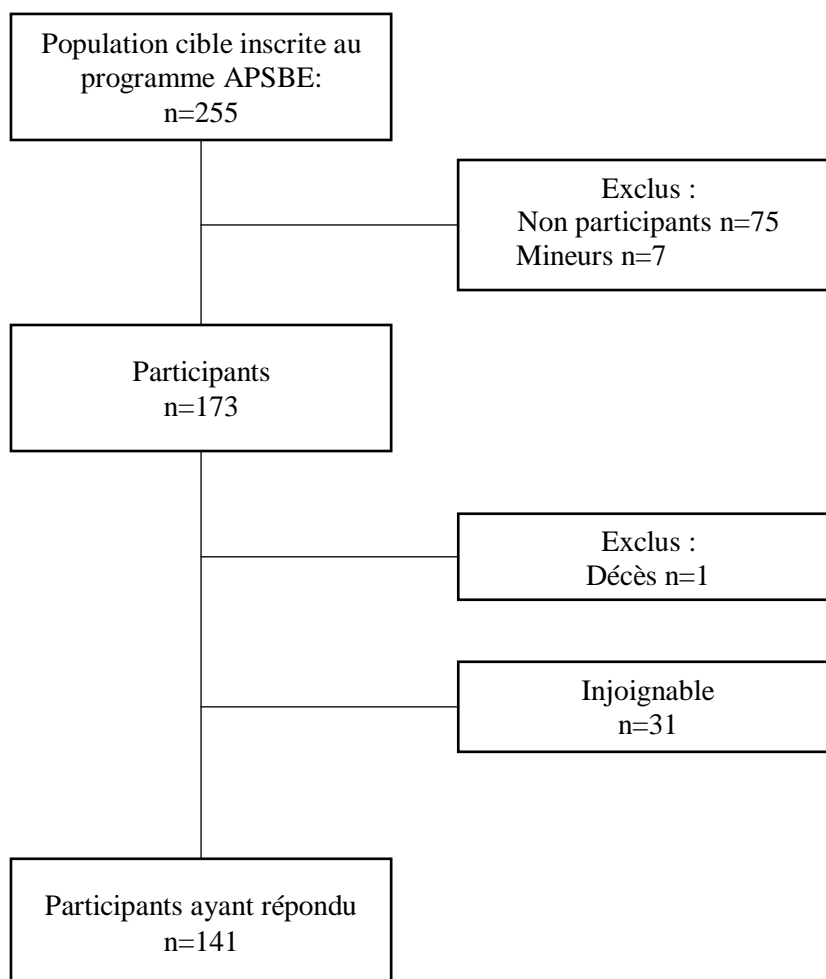 Population cible inscrite au
programme APSBE:
n=255
Exclus :
Non participants n=75
Mineurs n=7
Participants
n=173
Exclus :
Décès n=1
Injoignable
n=31
Participants ayant répondu
n=141